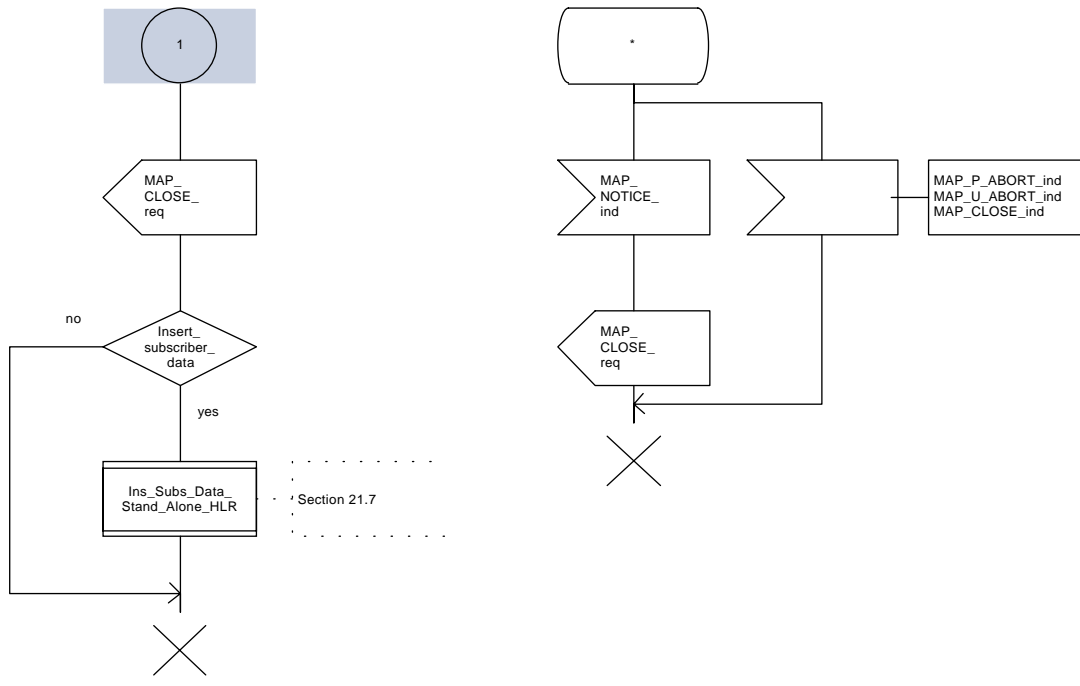 1
MAP_
CLOSE_
req
no
Insert_
subscriber_
data
yes
Ins_Subs_Data_
Stand_Alone_HLR
Section 21.7
*
MAP_
NOTICE_
ind
MAP_P_ABORT_ind
MAP_U_ABORT_ind
MAP_CLOSE_ind
MAP_
CLOSE_
req